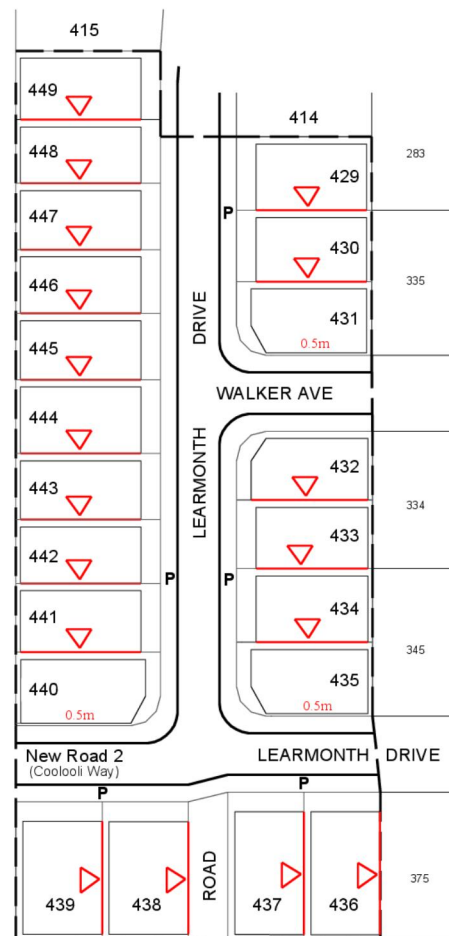 415
449
414
283
448
429
P
447
430
335
446
DRIVE
431
0.5m
445
WALKER AVE
444
LEARMONTH
432
443
334
433
442
P
P
434
441
345
440
435
0.5m
0.5m
New Road 2
LEARMONTH DRIVE
(Coolooli Way)
P
P
ROAD
375
439
438
437
436